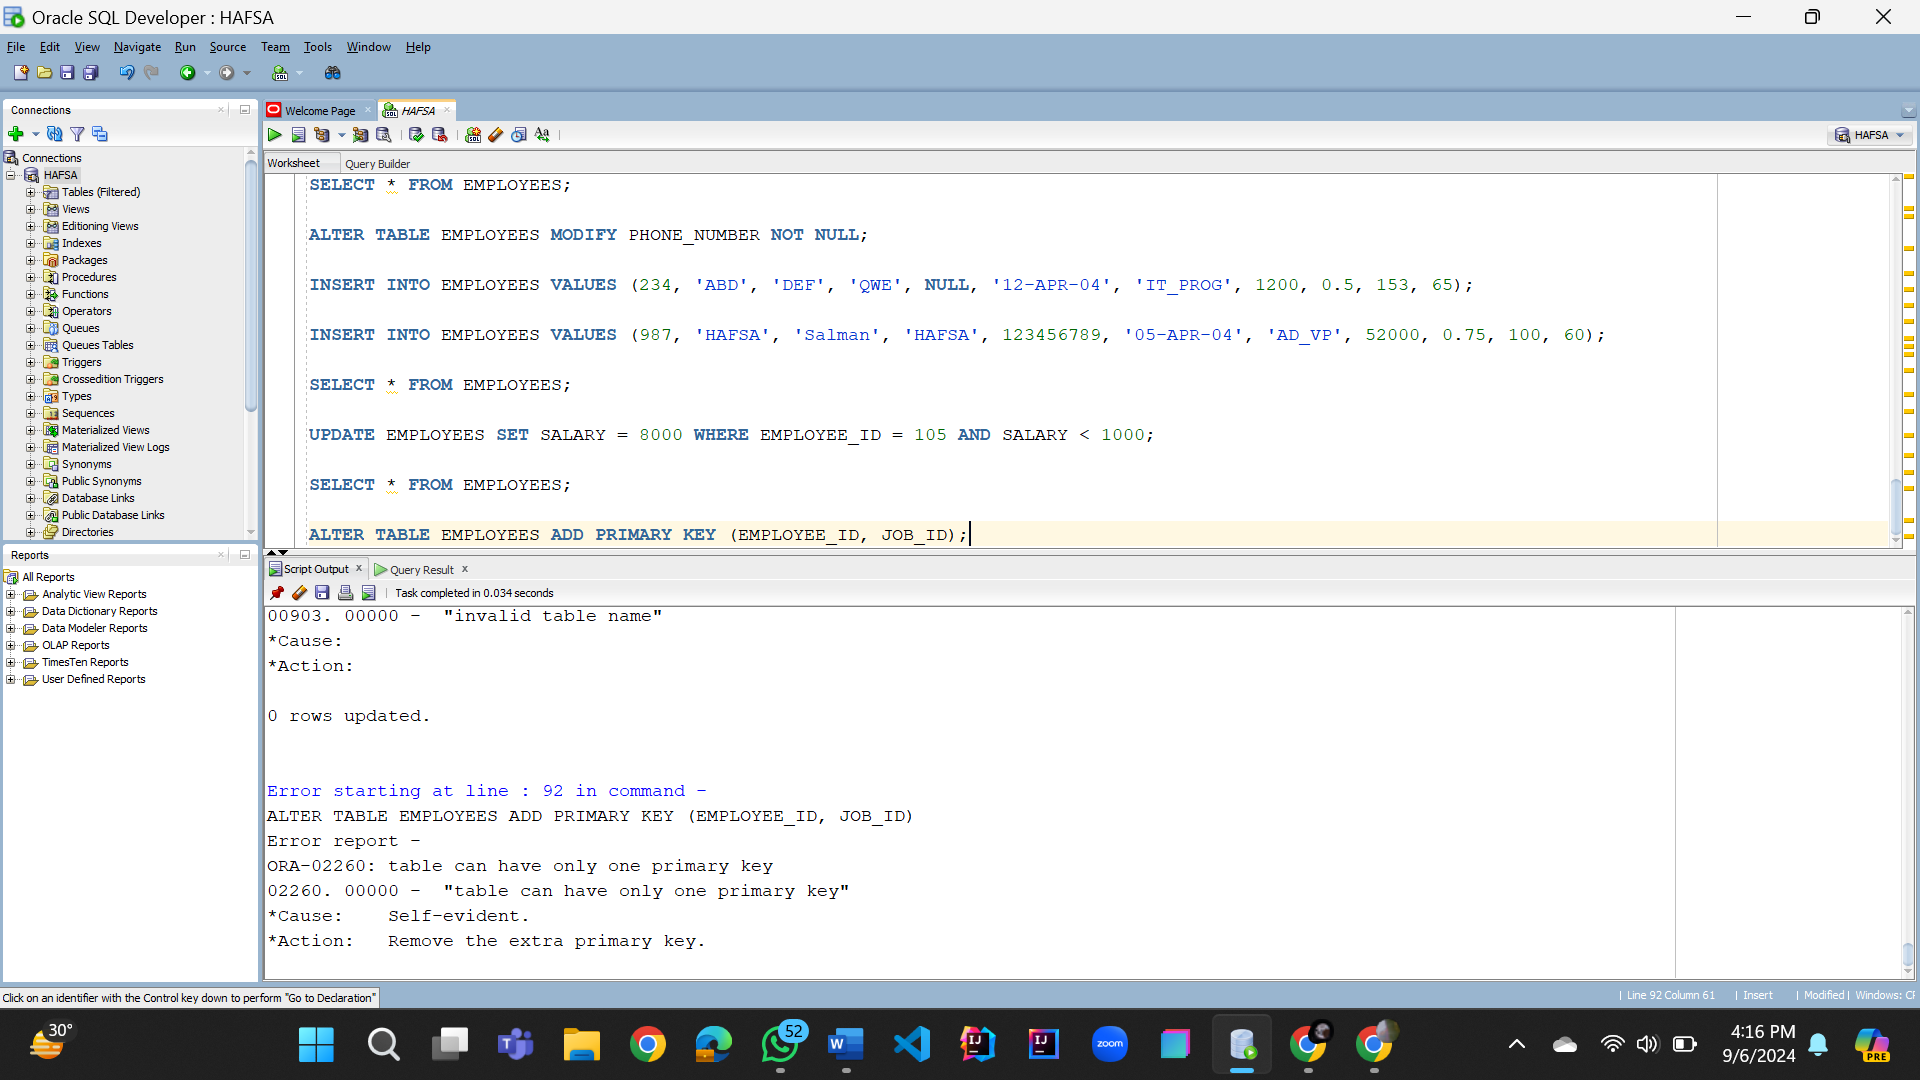 Oracle SQL Developer : HAFSA
File Edit View Navigate Run Source Team Tools Window Help
Connections
Welcome Page
HAFSA
HAFSA
Worksheet
Query Builder
Connections
HAFSA
Tables (Filtered)
Views
Editioning Views
Indexes
Packages
Procedures
Functions
Operators
Queues
Queues Tables
Triggers
Crossedition Triggers
Types
Sequences
Materialized Views
Materialized View Logs
Synonyms
Public Synonyms
Database Links
Public Database Links
Directories
SELECT * FROM EMPLOYEES;
ALTER TABLE EMPLOYEES MODIFY PHONE_NUMBER NOT NULL;
INSERT INTO EMPLOYEES VALUES (234, 'ABD', 'DEF', 'QWE', NULL, '12-APR-04', 'IT_PROG', 1200, 0.5, 153, 65);
INSERT INTO EMPLOYEES VALUES (987, 'HAFSA', 'Salman', 'HAFSA', 123456789, '05-APR-04', 'AD_VP', 52000, 0.75, 100, 60);
SELECT * FROM EMPLOYEES;
UPDATE EMPLOYEES SET SALARY = 8000 WHERE EMPLOYEE_ID = 105 AND SALARY < 1000;
SELECT * FROM EMPLOYEES;
ALTER TABLE EMPLOYEES ADD PRIMARY KEY (EMPLOYEE_ID, JOB_ID);
Reports
All Reports
Analytic View Reports
Data Dictionary Reports
Data Modeler Reports
OLAP Reports
TimesTen Reports
User Defined Reports
Script Output
Query Result
Task completed in 0.034 seconds
00903. 00000 - "invalid table name"
*Cause:
*Action:
0 rows updated.
Error starting at line : 92 in command -
ALTER TABLE EMPLOYEES ADD PRIMARY KEY (EMPLOYEE_ID, JOB_ID)
Error report -
ORA-02260: table can have only one primary key
02260. 00000 - "table can have only one primary key"
*Cause: Self-evident.
*Action: Remove the extra primary key.
Click on an identifier with the Control key down to perform "Go to Declaration"
Line 92 Column 61
Insert
Modified
Windows: CF
30°
52
zoom
4:16 PM
9/6/2024
PRE